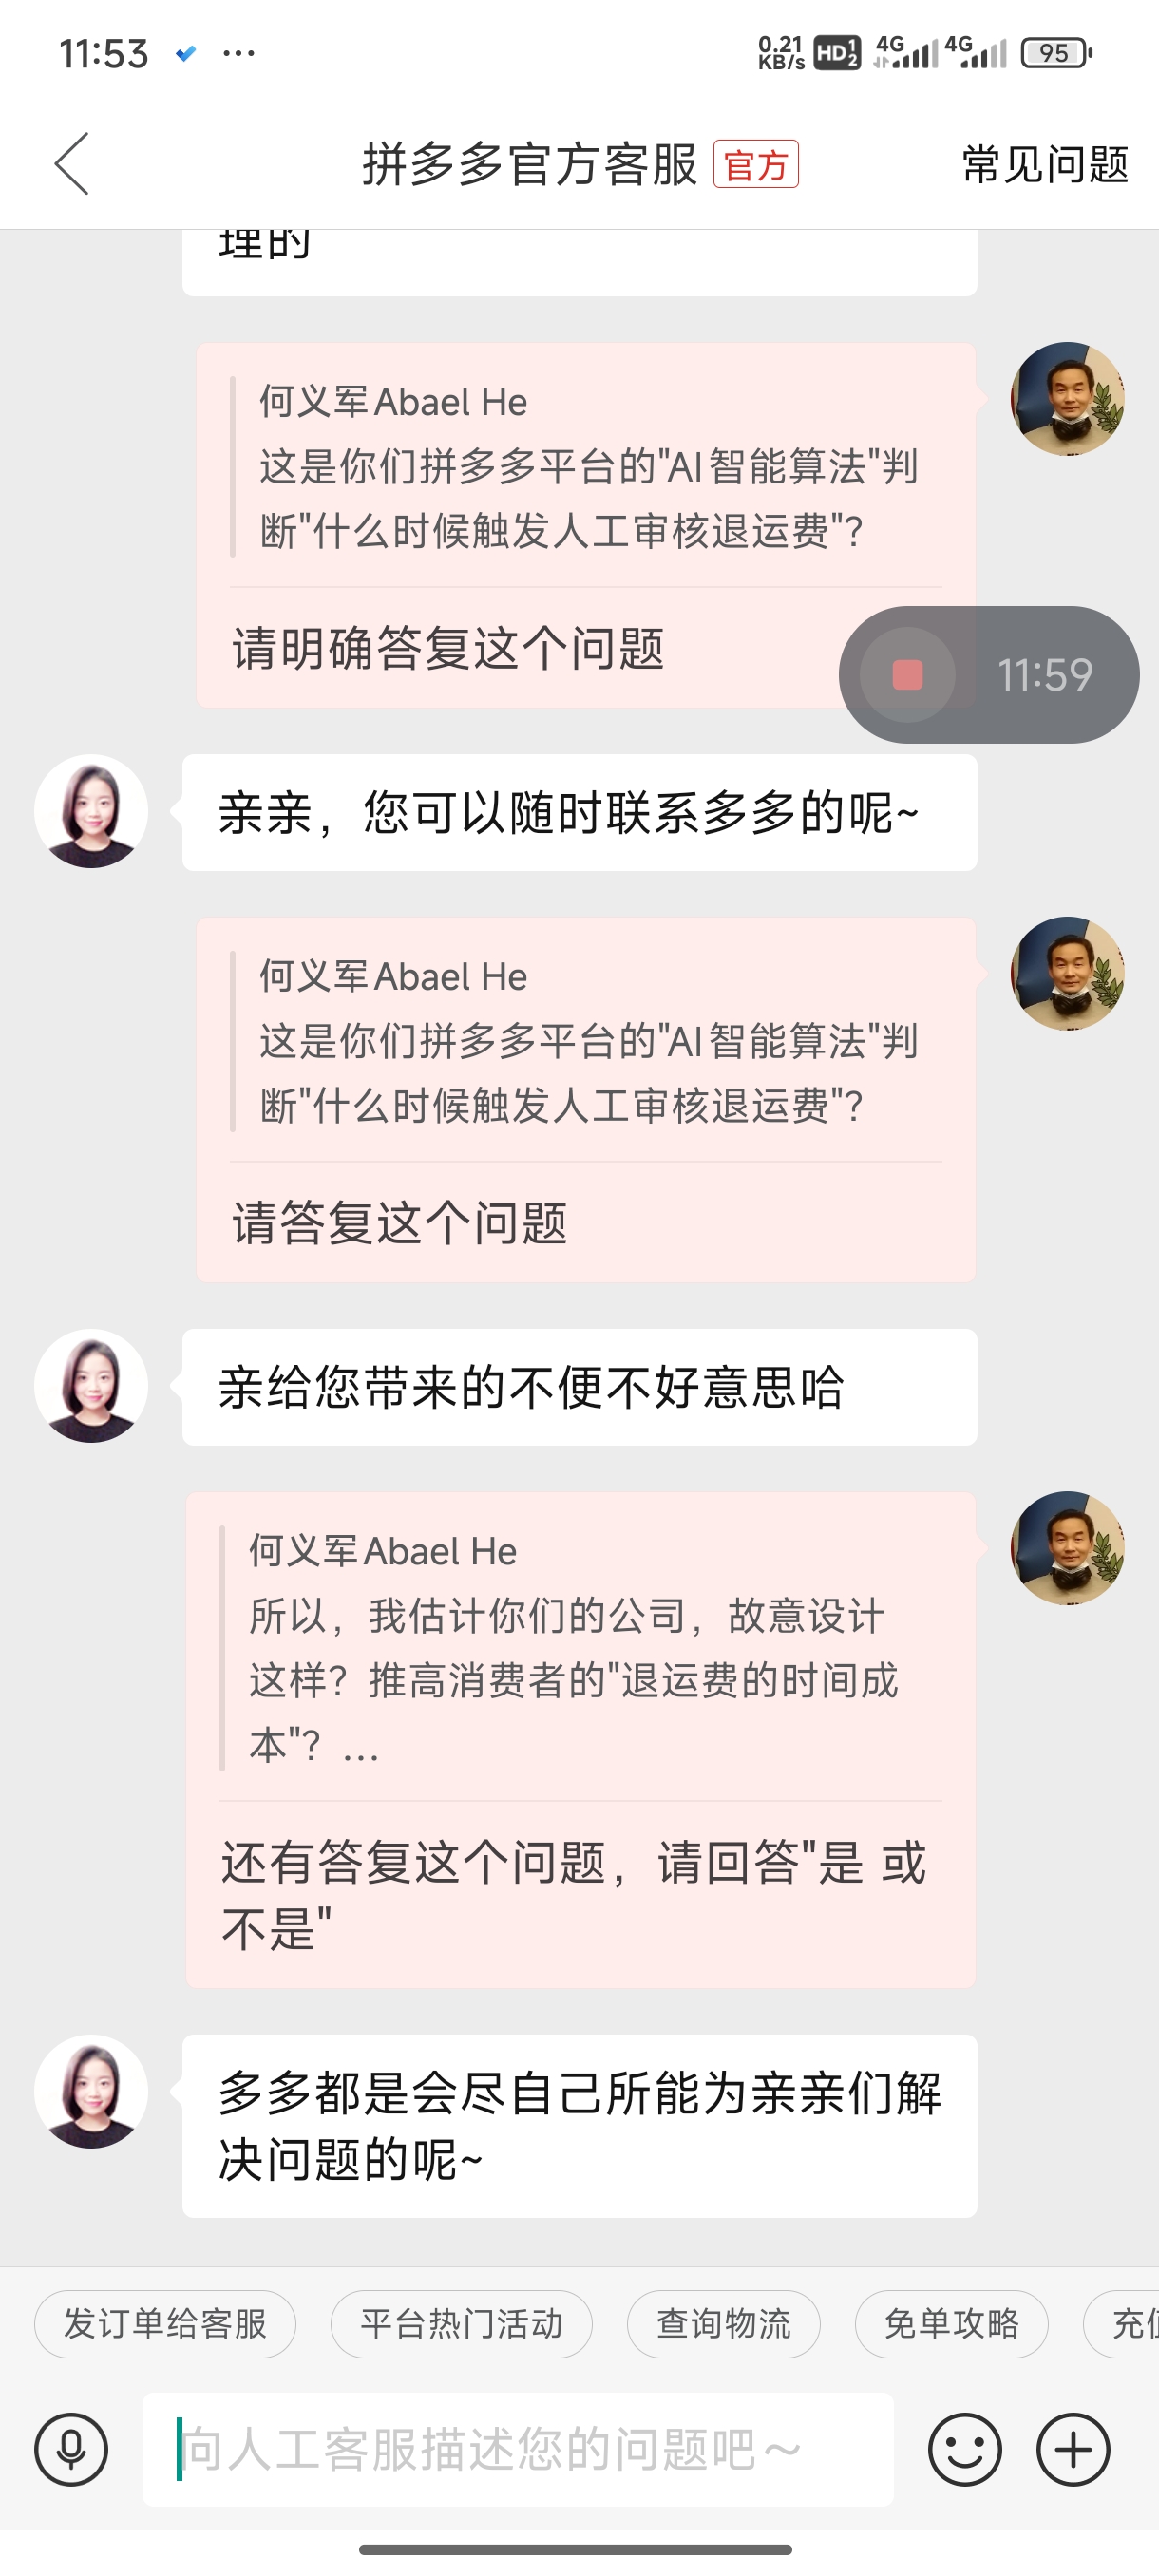 11:53
...
0.21
KB/s
HD 1
2
4G
4G
95
拼多多官方客服
官方
常见问题
理的
何义军Abael He
这是你们拼多多平台的"AI智能算法"判
断"什么时候触发人工审核退运费"?
请明确答复这个问题
11:59
亲亲，您可以随时联系多多的呢~
何义军Abael He
这是你们拼多多平台的"AI智能算法"判
断"什么时候触发人工审核退运费"?
请答复这个问题
亲给您带来的不便不好意思哈
何义军Abael He
所以，我估计你们的公司，故意设计
这样？推高消费者的"退运费的时间成
本"? ...
还有答复这个问题，请回答"是 或
不是"
多多都是会尽自己所能为亲亲们解
决问题的呢~
发订单给客服
平台热门活动
查询物流
免单攻略
充值
向人工客服描述您的问题吧～